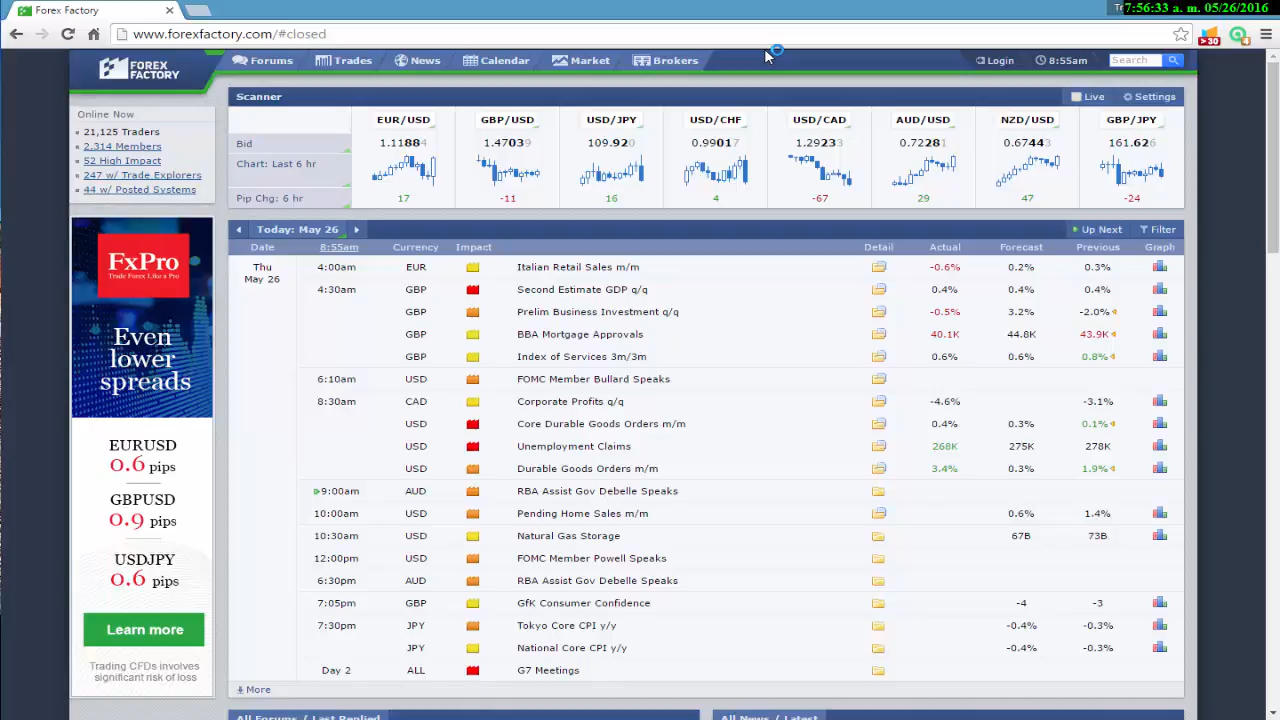 Forex Factory
7:56:33 a. m. 05/26/2016
www.forexfactory.com/#closed
>30
FOREX FACTORY
Forums Trades News Calendar Market Brokers Login 8:55am Search
Online Now
21,125 Traders
2,314 Members
52 High Impact
247 w/ Trade Explorers
44 w/ Posted Systems
Scanner Live Settings
EUR/USD GBP/USD USD/JPY USD/CHF USD/CAD AUD/USD NZD/USD GBP/JPY
Bid 1.11884 1.47039 109.920 0.99017 1.29233 0.72281 0.67443 161.626
Chart: Last 6 hr
Pip Chg: 6 hr 17 -11 16 4 -67 29 47 -24
Today: May 26 Up Next Filter
Date 8:55am Currency Impact Detail Actual Forecast Previous Graph
Thu May 26 4:00am EUR Italian Retail Sales m/m -0.6% 0.2% 0.3%
4:30am GBP Second Estimate GDP q/q 0.4% 0.4% 0.4%
GBP Prelim Business Investment q/q -0.5% 3.2% -2.0%
GBP BBA Mortgage Approvals 40.1K 44.8K 43.9K
GBP Index of Services 3m/3m 0.6% 0.6% 0.8%
6:10am USD FOMC Member Bullard Speaks
8:30am CAD Corporate Profits q/q -4.6% -3.1%
USD Core Durable Goods Orders m/m 0.4% 0.3% 0.1%
USD Unemployment Claims 268K 275K 278K
USD Durable Goods Orders m/m 3.4% 0.3% 1.9%
9:00am AUD RBA Assist Gov Debelle Speaks
10:00am USD Pending Home Sales m/m 0.6% 1.4%
10:30am USD Natural Gas Storage 67B 73B
12:00pm USD FOMC Member Powell Speaks
6:30pm AUD RBA Assist Gov Debelle Speaks
7:05pm GBP GfK Consumer Confidence -4 -3
7:30pm JPY Tokyo Core CPI y/y -0.4% -0.3%
JPY National Core CPI y/y -0.4% -0.3%
Day 2 ALL G7 Meetings
More
All Forums / Last Replied All News / Latest
FxPro
Trade Forex Like a Pro
Even
lower
spreads
EURUSD
0.6 pips
GBPUSD
0.9 pips
USDJPY
0.6 pips
Learn more
Trading CFDs involves
significant risk of loss